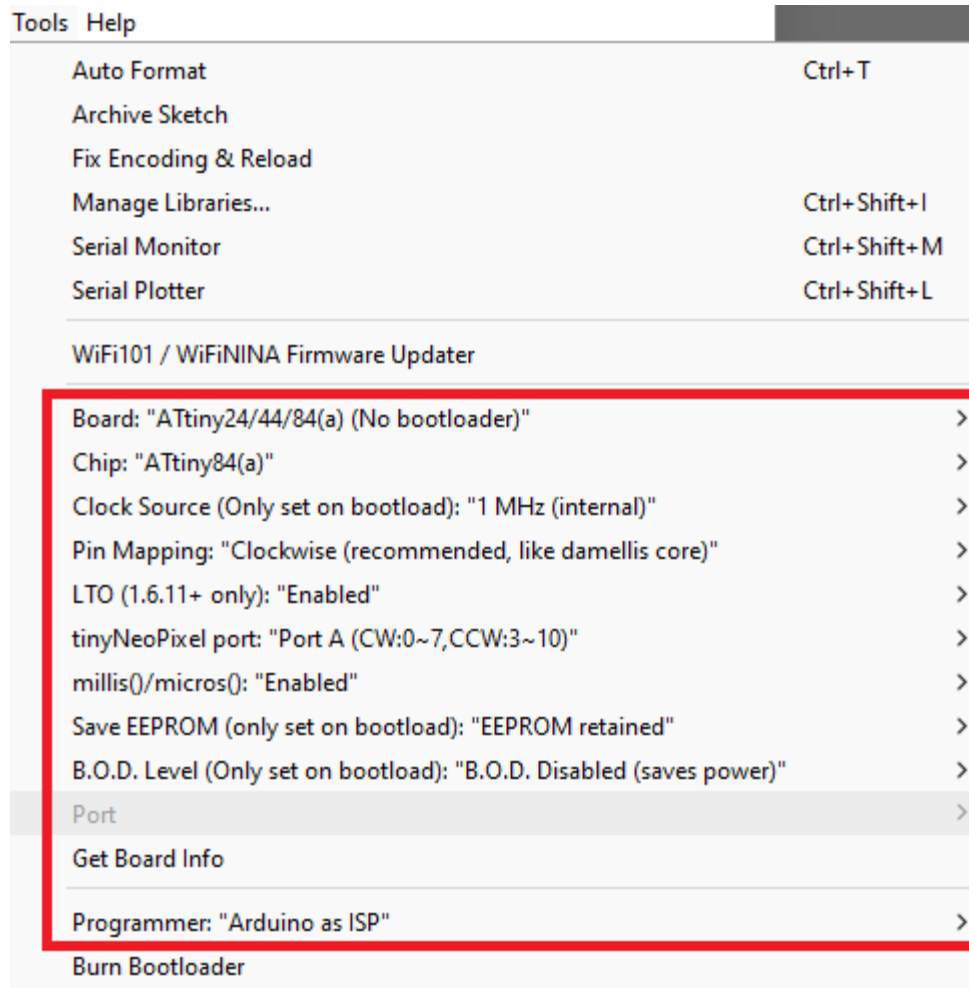 Tools Help
Auto Format Ctrl+T
Archive Sketch
Fix Encoding & Reload
Manage Libraries... Ctrl+Shift+I
Serial Monitor Ctrl+Shift+M
Serial Plotter Ctrl+Shift+L
WiFi101 / WiFiNINA Firmware Updater
Board: "ATtiny24/44/84(a) (No bootloader)"
Chip: "ATtiny84(a)"
Clock Source (Only set on bootload): "1 MHz (internal)"
Pin Mapping: "Clockwise (recommended, like damellis core)"
LTO (1.6.11+ only): "Enabled"
tinyNeoPixel port: "Port A (CW:0~7,CCW:3~10)"
millis()/micros(): "Enabled"
Save EEPROM (only set on bootload): "EEPROM retained"
B.O.D. Level (Only set on bootload): "B.O.D. Disabled (saves power)"
Port
Get Board Info
Programmer: "Arduino as ISP"
Burn Bootloader